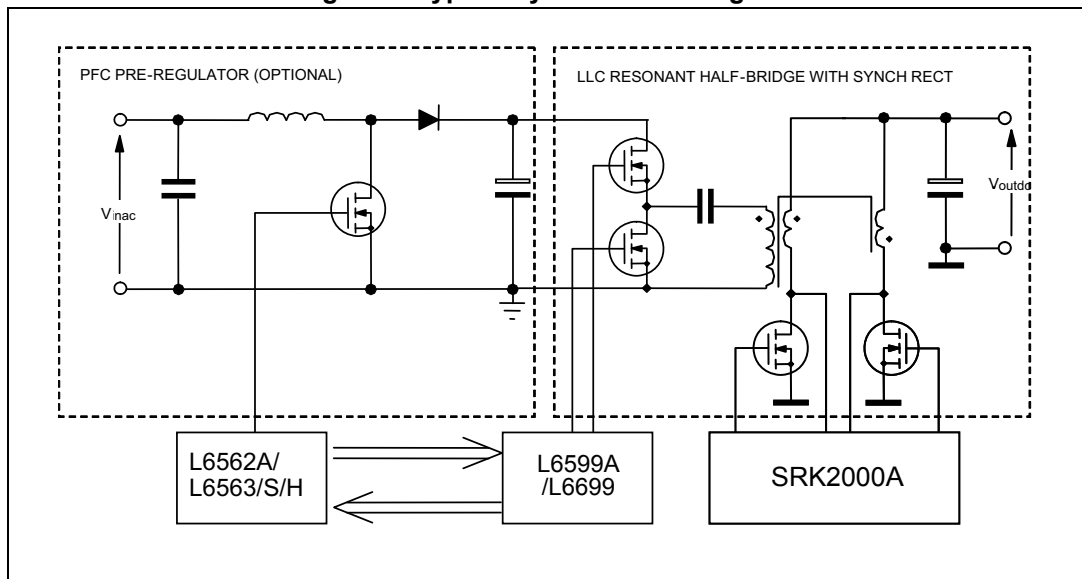 PFC PRE-REGULATOR (OPTIONAL)
LLC RESONANT HALF-BRIDGE WITH SYNCH RECT
Vinac
Voutdc
L6562A/
L6563/S/H
L6599A
/L6699
SRK2000A